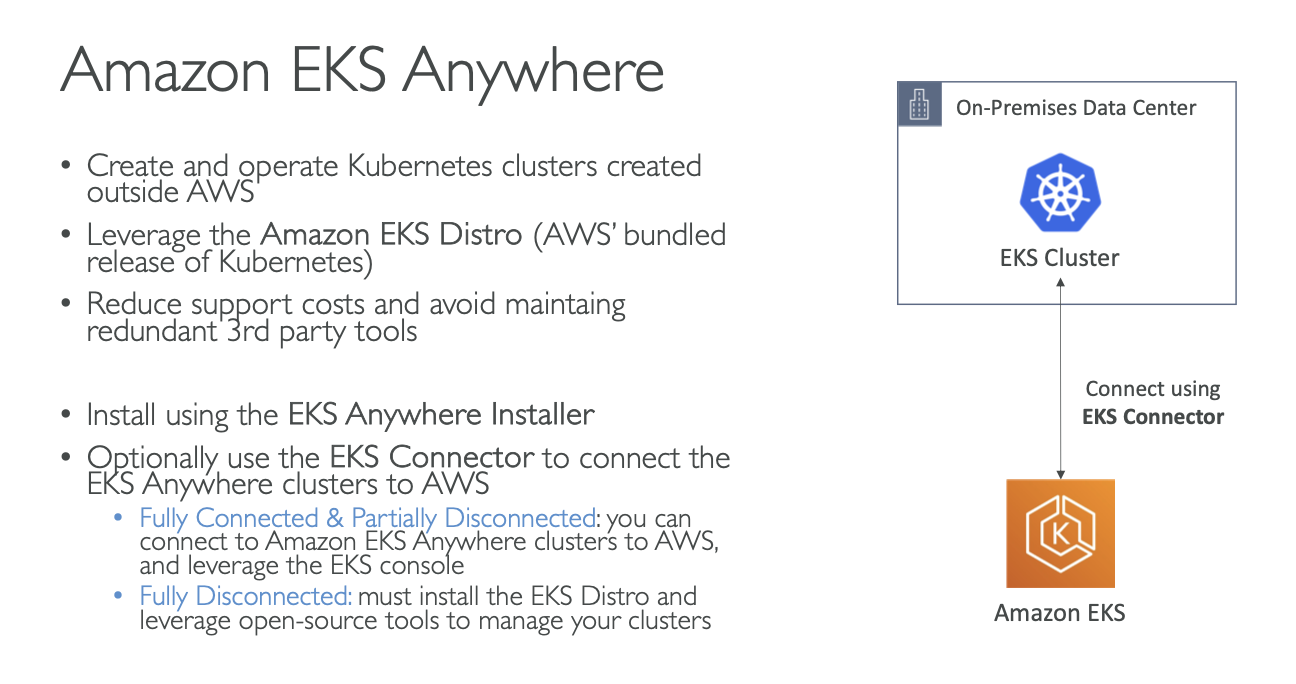 Amazon EKS Anywhere
• Create and operate Kubernetes clusters created
outside AWS
• Leverage the Amazon EKS Distro (AWS’ bundled
release of Kubernetes)
• Reduce support costs and avoid maintaing
redundant 3rd party tools
• Install using the EKS Anywhere Installer
• Optionally use the EKS Connector to connect the
EKS Anywhere clusters to AWS
• Fully Connected & Partially Disconnected: you can
connect to Amazon EKS Anywhere clusters to AWS,
and leverage the EKS console
• Fully Disconnected: must install the EKS Distro and
leverage open-source tools to manage your clusters
On-Premises Data Center
EKS Cluster
Connect using
EKS Connector
K
Amazon EKS